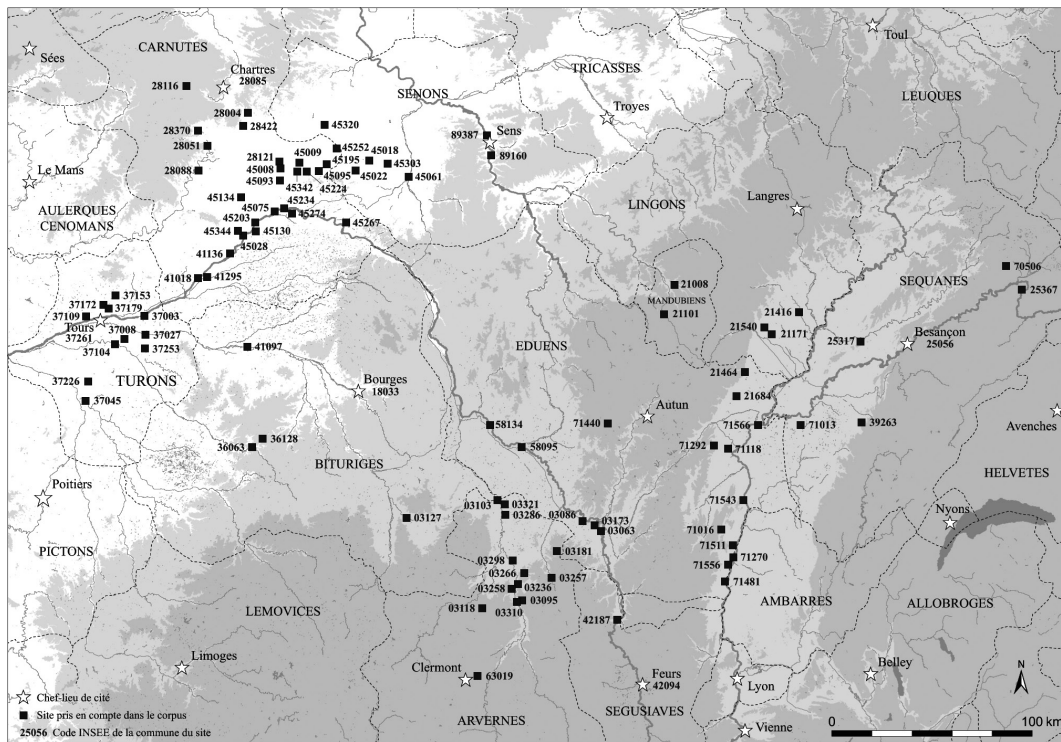 CARNUTES
Sées
Chartres
28085
28116
28004
28422
28370
28051
28088
Le Mans
AULERQUES
CENOMANS
45320
45252
45018
45009
45195
28121
45008
45093
45303
45342
45095
45022
45061
45224
45134
45234
45075
45274
45203
45267
45344
45130
45028
41136
41018
41295
SENONS
89387
Sens
89160
TRICASSES
Troyes
Toul
LEUQUES
LINGONS
Langres
21008
MANDUBIENS
21101
SEQUANES
70506
25367
21416
21540
21171
25317
Besançon
25056
21464
21684
37153
37172
37179
37109
37003
Tours
37261
37008
37027
37104
37253
TURONS
41097
37226
37045
Bourges
18033
EDUENS
Autun
71440
58134
58095
71566
71013
39263
71292
71118
Avenches
HELVETES
Nyons
36128
36063
BITURIGES
Poitiers
PICTONS
03127
03103
03321
03286
03086
03173
03063
71543
71016
71511
71270
71556
71481
03298
03181
03266
03257
03236
03258
03095
03310
03118
42187
AMBARRES
ALLOBROGES
LEMOVICES
Limoges
Clermont
63019
ARVERNES
Feurs
42094
SEGUSIAVES
Lyon
Vienne
Belley
Chef-lieu de cité
Site pris en compte dans le corpus
25056 Code INSEE de la commune du site
N
0 100 km